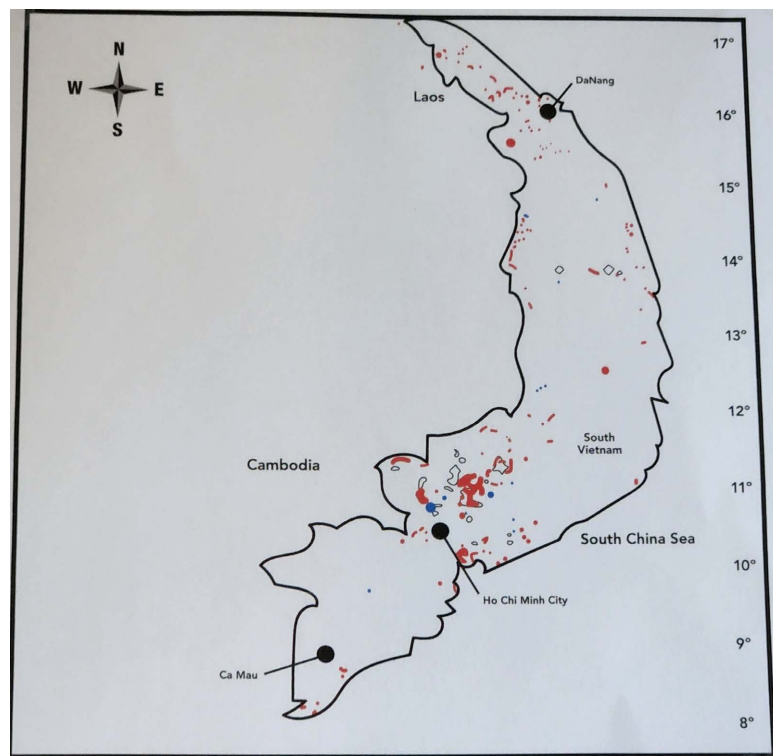 N
W E
S
17°
DaNang
Laos
16°
15°
14°
13°
12°
South
Vietnam
Cambodia
11°
South China Sea
10°
Ho Chi Minh City
9°
Ca Mau
8°